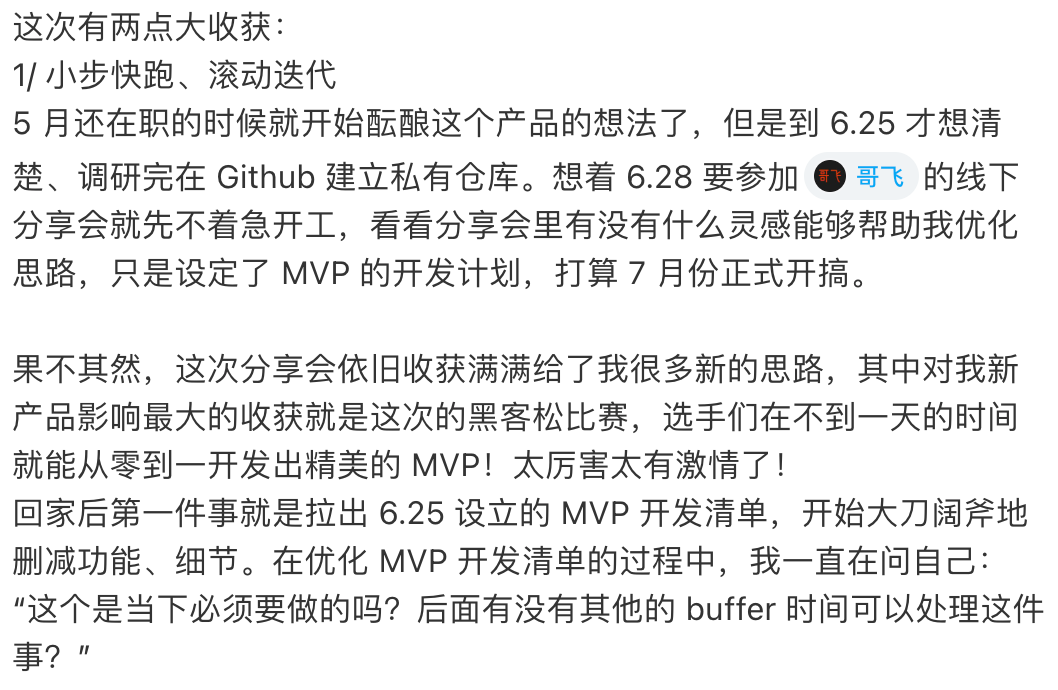 这次有两点大收获：
1/ 小步快跑、滚动迭代
5 月还在职的时候就开始酝酿这个产品的想法了，但是到 6.25 才想清
楚、调研完在 Github 建立私有仓库。想着 6.28 要参加 哥飞 哥飞 的线下
分享会就先不着急开工，看看分享会里有没有什么灵感能够帮助我优化
思路，只是设定了 MVP 的开发计划，打算 7 月份正式开搞。
果不其然，这次分享会依旧收获满满给了我很多新的思路，其中对我新
产品影响最大的收获就是这次的黑客松比赛，选手们在不到一天的时间
就能从零到一开发出精美的 MVP！太厉害太有激情了！
回家后第一件事就是拉出 6.25 设立的 MVP 开发清单，开始大刀阔斧地
删减功能、细节。在优化 MVP 开发清单的过程中，我一直在问自己：
“这个是当下必须要做的吗？后面有没有其他的 buffer 时间可以处理这件
事？”